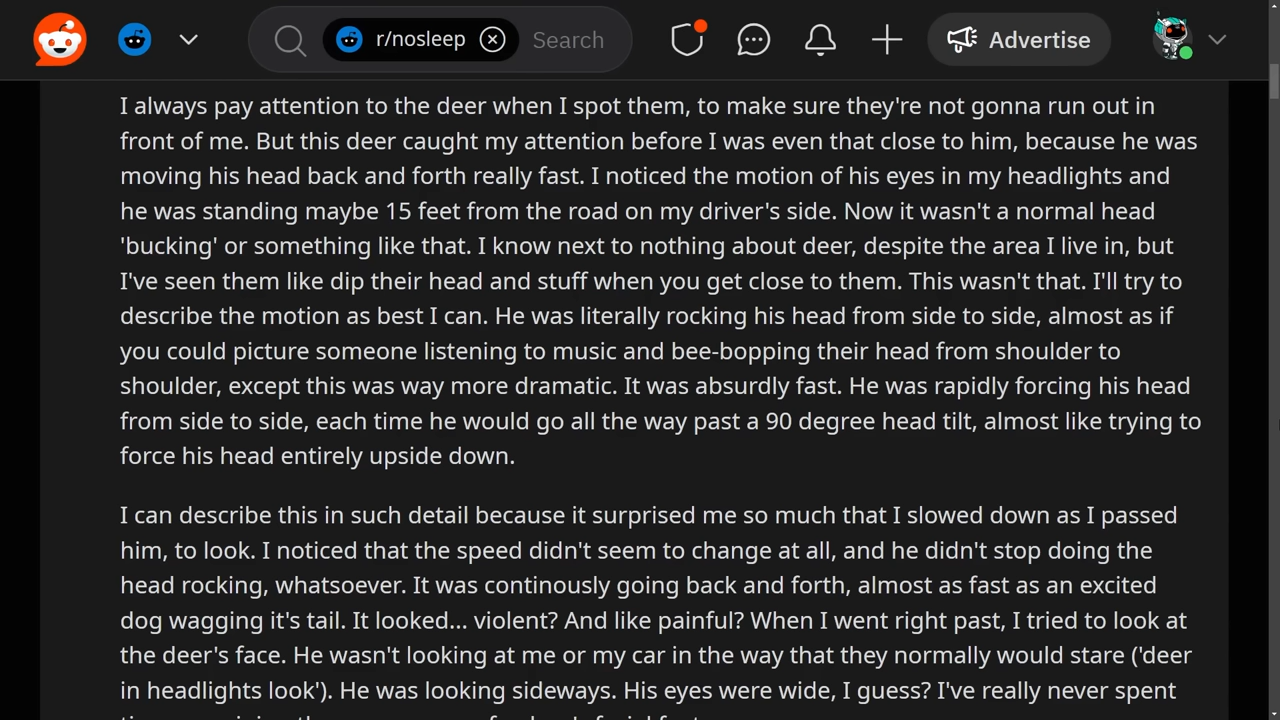 r/nosleep Search Advertise
I always pay attention to the deer when I spot them, to make sure they're not gonna run out in
front of me. But this deer caught my attention before I was even that close to him, because he was
moving his head back and forth really fast. I noticed the motion of his eyes in my headlights and
he was standing maybe 15 feet from the road on my driver's side. Now it wasn't a normal head
'bucking' or something like that. I know next to nothing about deer, despite the area I live in, but
I've seen them like dip their head and stuff when you get close to them. This wasn't that. I'll try to
describe the motion as best I can. He was literally rocking his head from side to side, almost as if
you could picture someone listening to music and bee-bopping their head from shoulder to
shoulder, except this was way more dramatic. It was absurdly fast. He was rapidly forcing his head
from side to side, each time he would go all the way past a 90 degree head tilt, almost like trying to
force his head entirely upside down.
I can describe this in such detail because it surprised me so much that I slowed down as I passed
him, to look. I noticed that the speed didn't seem to change at all, and he didn't stop doing the
head rocking, whatsoever. It was continously going back and forth, almost as fast as an excited
dog wagging it's tail. It looked... violent? And like painful? When I went right past, I tried to look at
the deer's face. He wasn't looking at me or my car in the way that they normally would stare ('deer
in headlights look'). He was looking sideways. His eyes were wide, I guess? I've really never spent